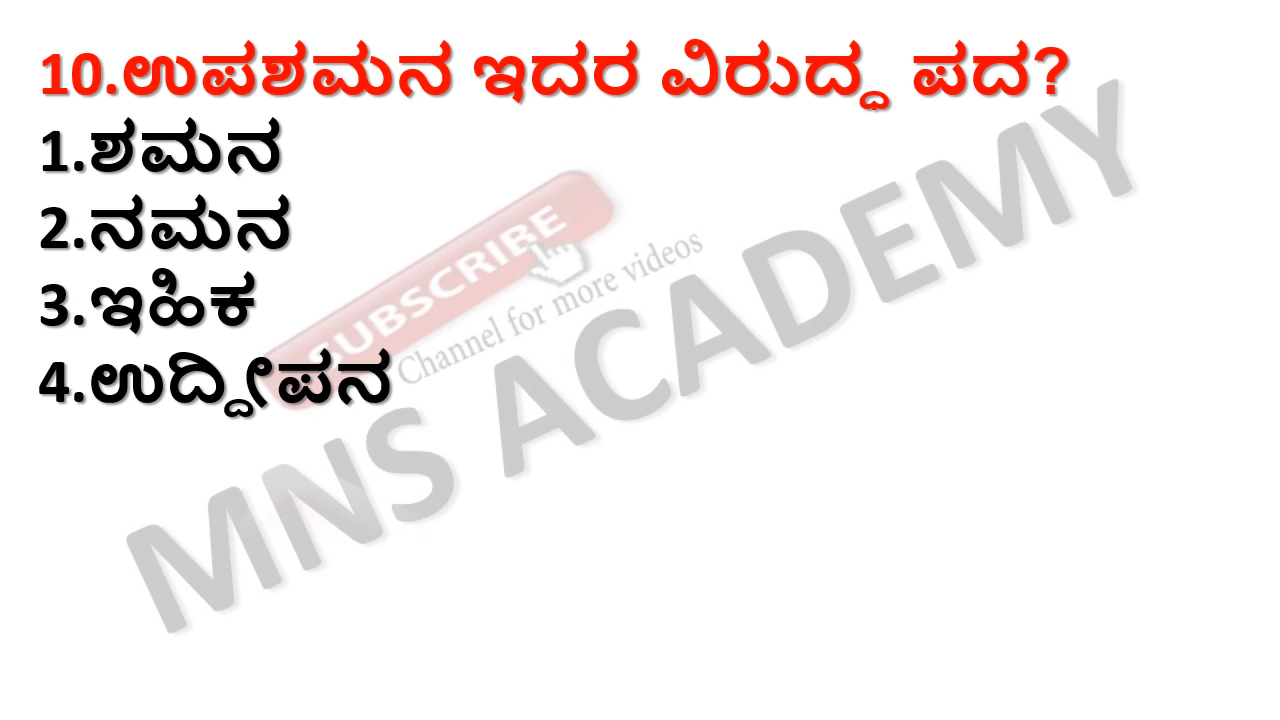 10.ಉಪಶಮನ ಇದರ ವಿರುದ್ಧ ಪದ?
1.ಶಮನ
2.ನಮನ
3.ಇಹಿಕ
4.ಉದ್ದೀಪನ
SUBSCRIBE
Channel for more videos
MNS ACADEMY